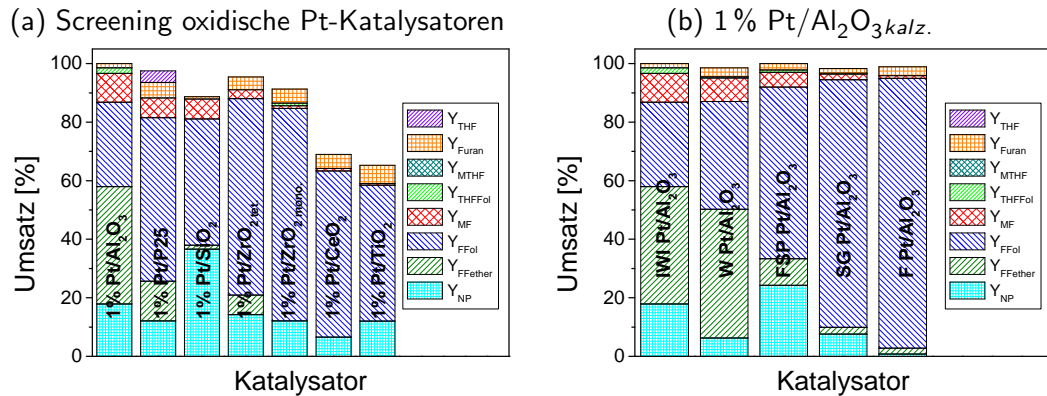 (a) Screening oxidische Pt-Katalysatoren
Umsatz [%]
100
80
60
40
20
0
1% Pt/Al2O3
1% Pt/P25
1% Pt/SiO2
1% Pt/ZrO2 tet.
1% Pt/ZrO2 mono.
1% Pt/CeO2
1% Pt/TiO2
YTHF
YFuran
YMTHF
YTHFFol
YMF
YFFol
YFFether
YNP
Katalysator
(b) 1 % Pt/Al2O3kalz.
Umsatz [%]
100
80
60
40
20
0
IWI Pt/Al2O3
W Pt/Al2O3
FSP Pt/Al2O3
SG Pt/Al2O3
F Pt/Al2O3
YTHF
YFuran
YMTHF
YTHFFol
YMF
YFFol
YFFether
YNP
Katalysator